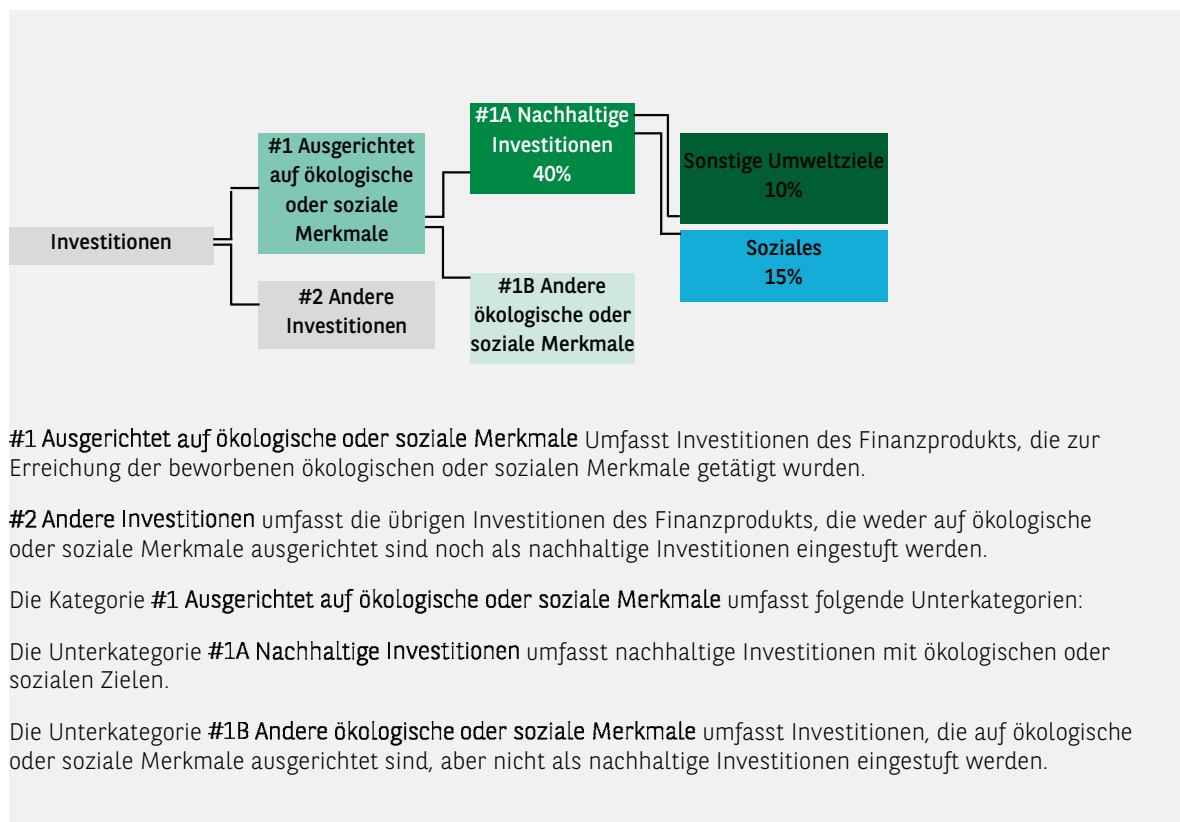 #1A Nachhaltige
Investitionen
40%
#1 Ausgerichtet
auf ökologische
oder soziale
Merkmale
Sonstige Umweltziele
10%
Investitionen
Soziales
15%
#2 Andere
Investitionen
#1B Andere
ökologische oder
soziale Merkmale
#1 Ausgerichtet auf ökologische oder soziale Merkmale Umfasst Investitionen des Finanzprodukts, die zur
Erreichung der beworbenen ökologischen oder sozialen Merkmale getätigt wurden.
#2 Andere Investitionen umfasst die übrigen Investitionen des Finanzprodukts, die weder auf ökologische
oder soziale Merkmale ausgerichtet sind noch als nachhaltige Investitionen eingestuft werden.
Die Kategorie #1 Ausgerichtet auf ökologische oder soziale Merkmale umfasst folgende Unterkategorien:
Die Unterkategorie #1A Nachhaltige Investitionen umfasst nachhaltige Investitionen mit ökologischen oder
sozialen Zielen.
Die Unterkategorie #1B Andere ökologische oder soziale Merkmale umfasst Investitionen, die auf ökologische
oder soziale Merkmale ausgerichtet sind, aber nicht als nachhaltige Investitionen eingestuft werden.